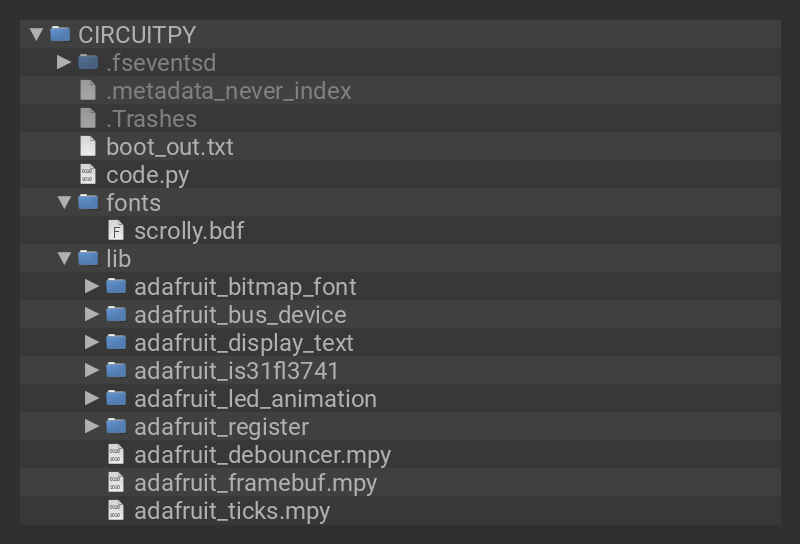 CIRCUITPY
.fseventsd
.metadata_never_index
.Trashes
boot_out.txt
code.py
fonts
scrolly.bdf
lib
adafruit_bitmap_font
adafruit_bus_device
adafruit_display_text
adafruit_is31fl3741
adafruit_led_animation
adafruit_register
adafruit_debouncer.mpy
adafruit_framebuf.mpy
adafruit_ticks.mpy